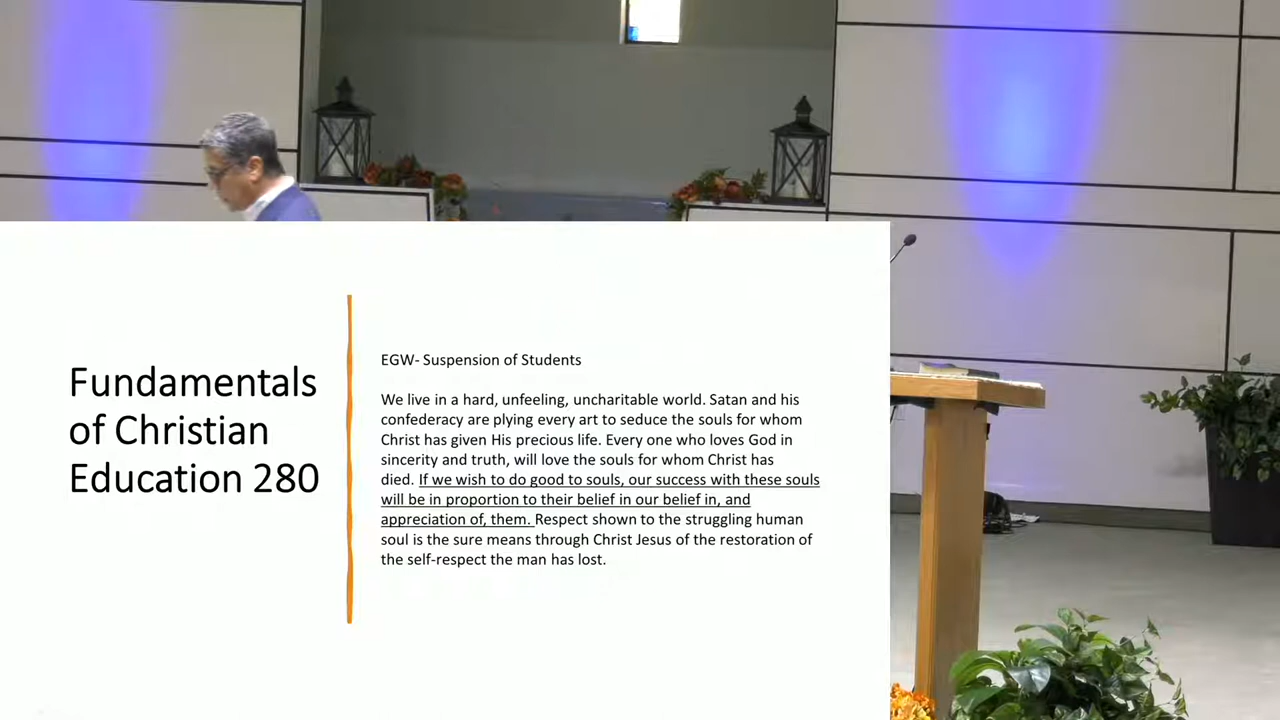 Fundamentals
of Christian
Education 280
EGW- Suspension of Students
We live in a hard, unfeeling, uncharitable world. Satan and his
confederacy are plying every art to seduce the souls for whom
Christ has given His precious life. Every one who loves God in
sincerity and truth, will love the souls for whom Christ has
died. If we wish to do good to souls, our success with these souls
will be in proportion to their belief in our belief in, and
appreciation of, them. Respect shown to the struggling human
soul is the sure means through Christ Jesus of the restoration of
the self-respect the man has lost.